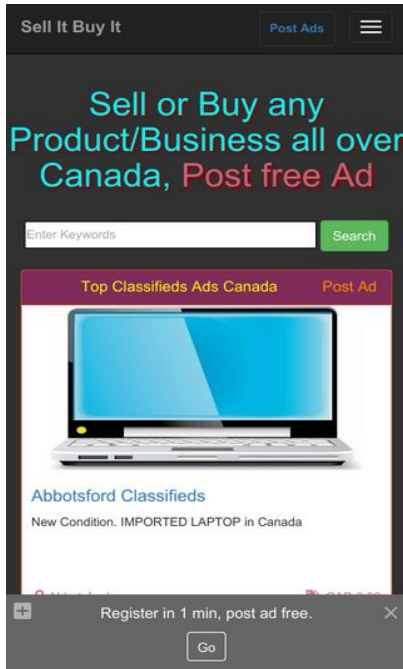 Sell It Buy It
Post Ads
Sell or Buy any
Product/Business all over
Canada, Post free Ad
Enter Keywords
Search
Top Classifieds Ads Canada
Post Ad
Abbotsford Classifieds
New Condition. IMPORTED LAPTOP in Canada
Register in 1 min, post ad free.
Go